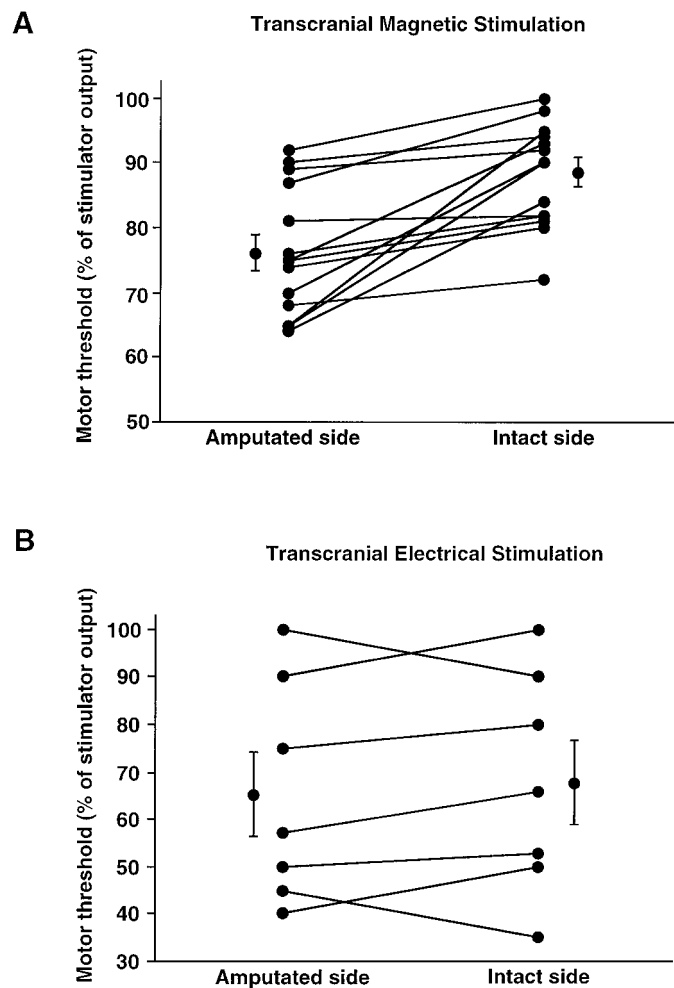 A
Transcranial Magnetic Stimulation
Motor threshold (% of stimulator output)
100
90
80
70
60
50
Amputated side
Intact side
B
Transcranial Electrical Stimulation
Motor threshold (% of stimulator output)
100
90
80
70
60
50
40
30
Amputated side
Intact side